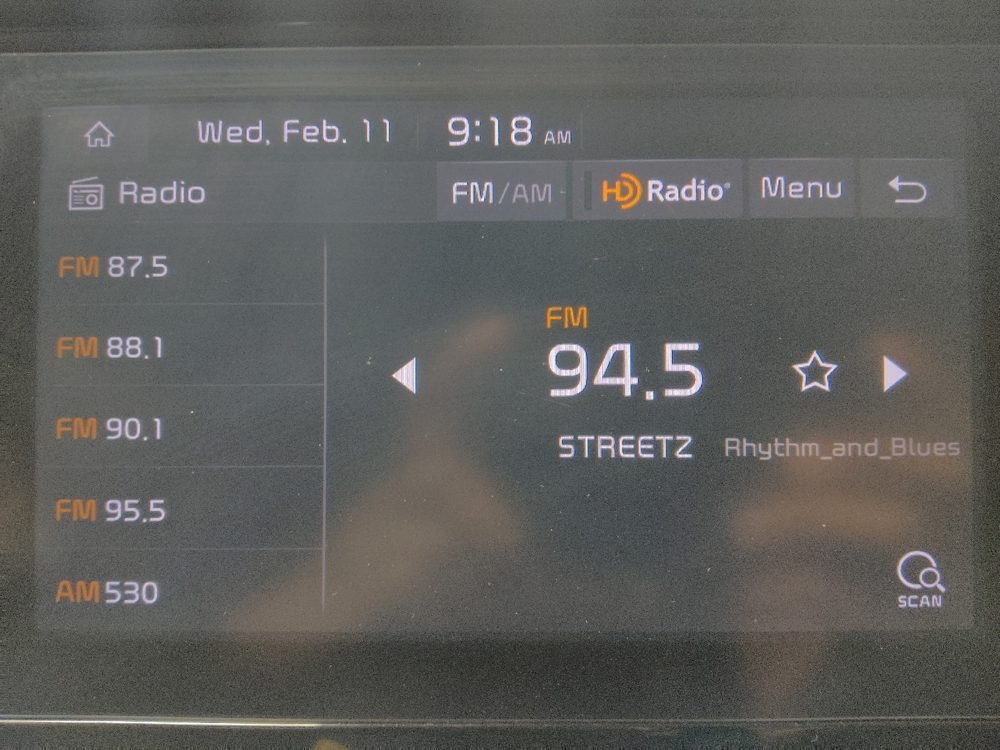 Wed, Feb. 11 9:18 AM
Radio FM/AM HD Radio® Menu
FM 87.5
FM 88.1
FM 90.1
FM 95.5
AM 530
FM
94.5
STREETZ Rhythm_and_Blues
SCAN